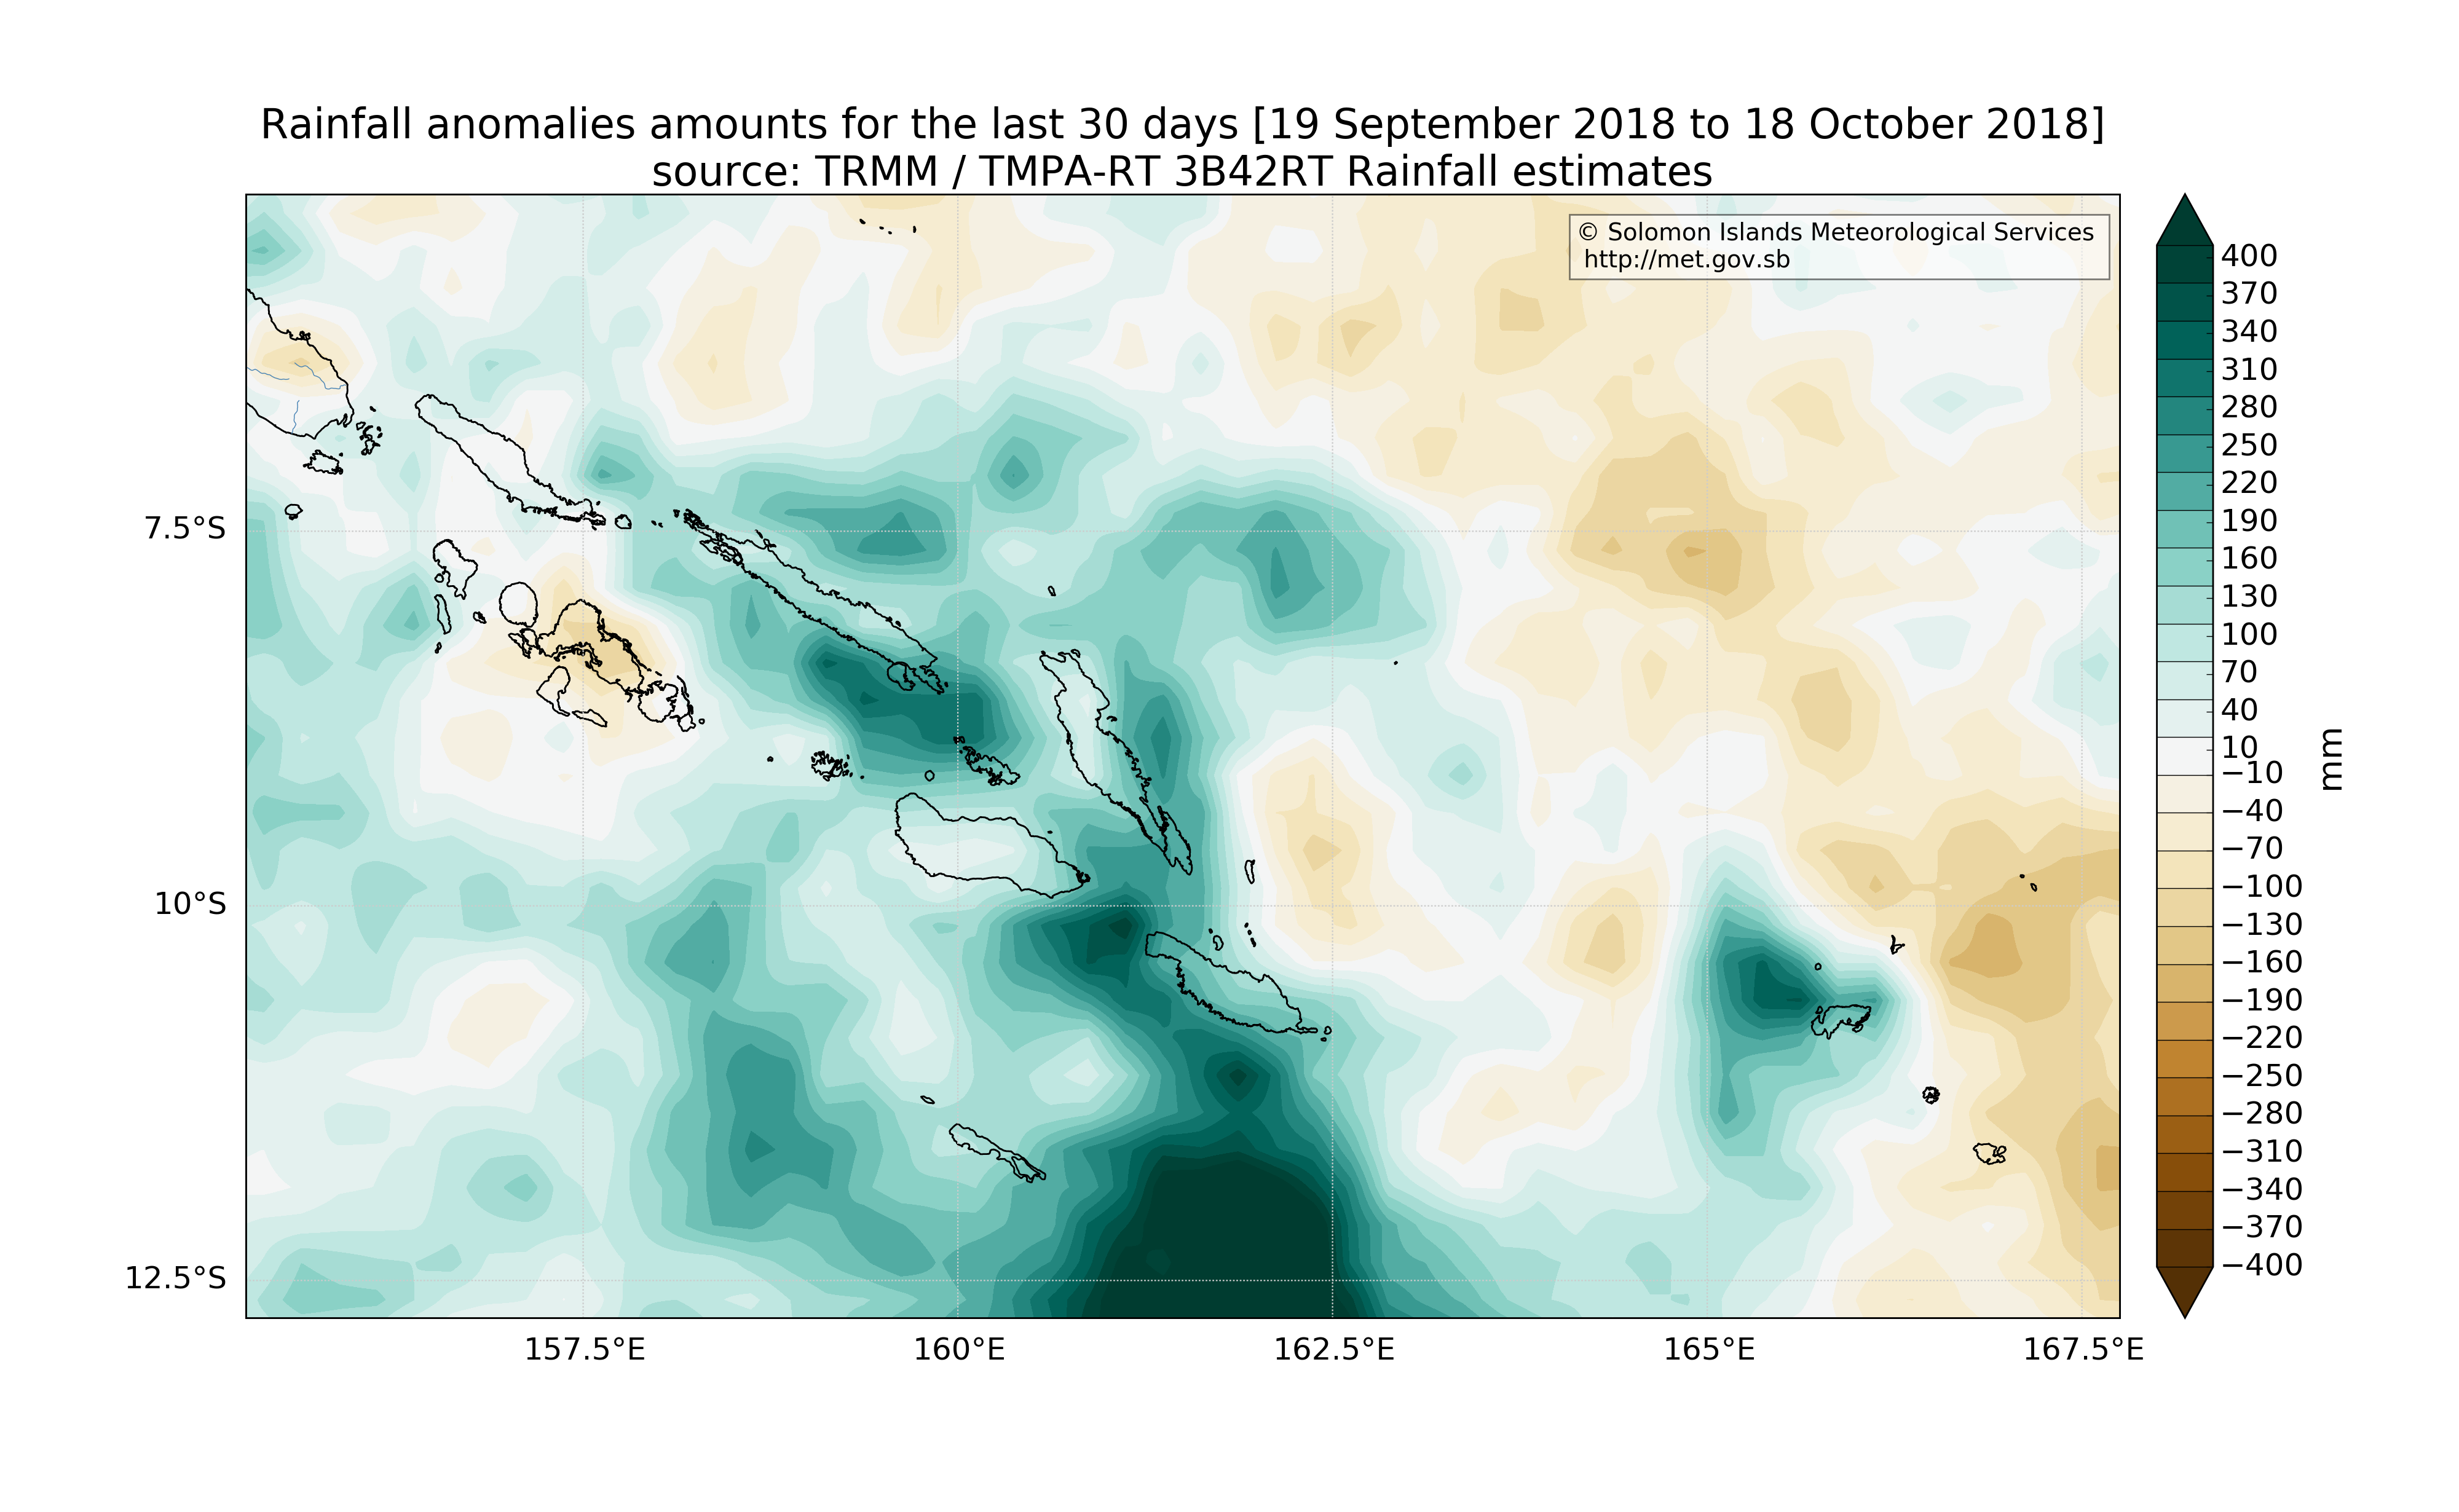 Rainfall anomalies amounts for the last 30 days [19 September 2018 to 18 October 2018]
source: TRMM / TMPA-RT 3B42RT Rainfall estimates
© Solomon Islands Meteorological Services
http://met.gov.sb
7.5°S
10°S
12.5°S
157.5°E
160°E
162.5°E
165°E
167.5°E
400
370
340
310
280
250
220
190
160
130
100
70
40
10
−10
−40
−70
−100
−130
−160
−190
−220
−250
−280
−310
−340
−370
−400
mm